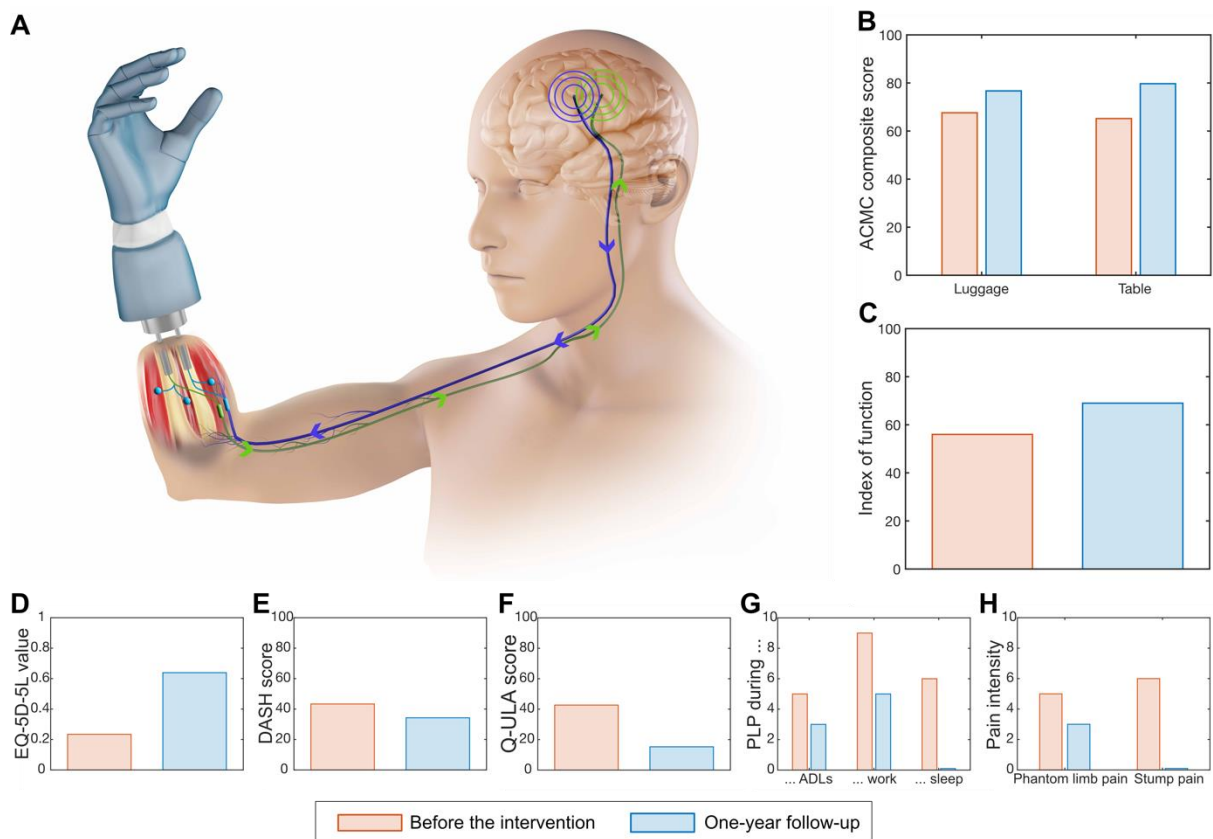 A
B
ACMC composite score
100
80
60
40
20
0
Luggage Table
C
Index of function
100
80
60
40
20
0
D
EQ-5D-5L value
1
0.8
0.6
0.4
0.2
0
E
DASH score
100
80
60
40
20
0
F
Q-ULA score
100
80
60
40
20
0
G
PLP during ...
10
8
6
4
2
0
... ADLs ... work ... sleep
H
Pain intensity
10
8
6
4
2
0
Phantom limb pain Stump pain
Before the intervention One-year follow-up